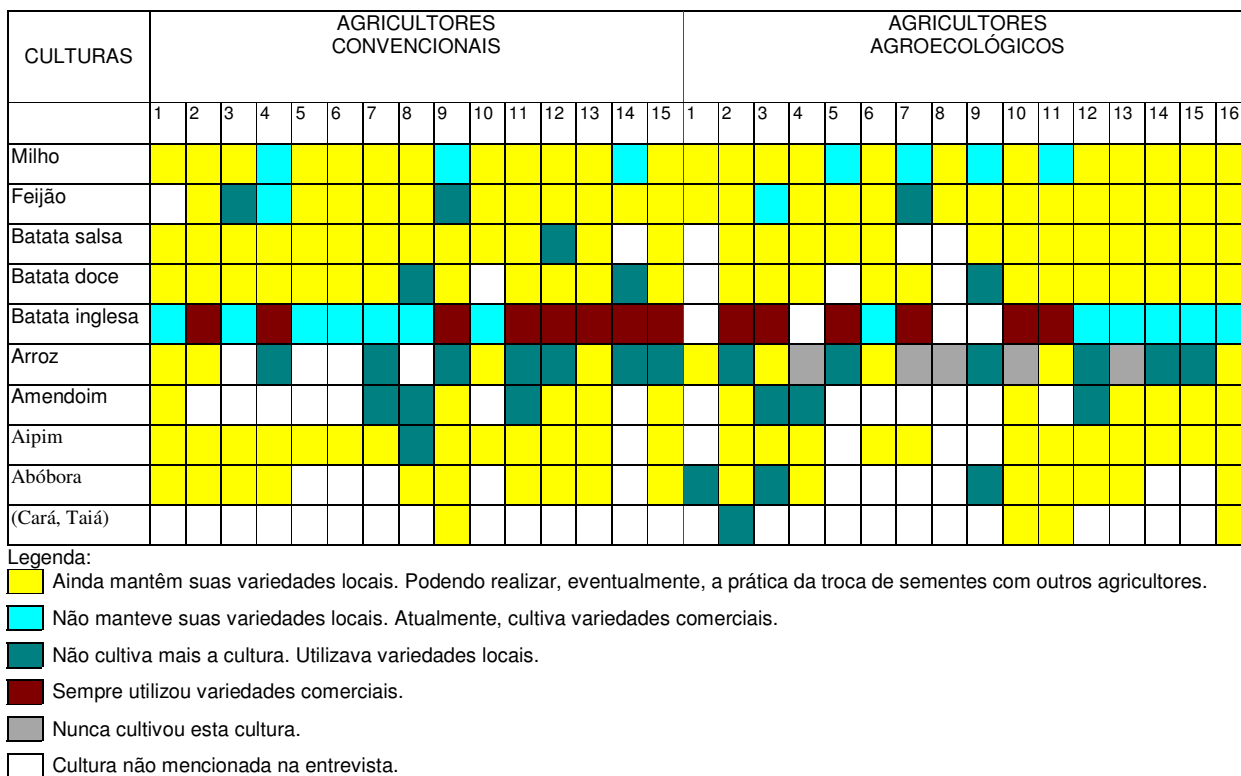 CULTURAS
AGRICULTORES
CONVENCIONAIS
AGRICULTORES
AGROECOLÓGICOS
1 2 3 4 5 6 7 8 9 10 11 12 13 14 15 1 2 3 4 5 6 7 8 9 10 11 12 13 14 15 16
Milho
Feijão
Batata salsa
Batata doce
Batata inglesa
Arroz
Amendoim
Aipim
Abóbora
(Cará, Taiá)
Legenda:
Ainda mantêm suas variedades locais. Podendo realizar, eventualmente, a prática da troca de sementes com outros agricultores.
Não manteve suas variedades locais. Atualmente, cultiva variedades comerciais.
Não cultiva mais a cultura. Utilizava variedades locais.
Sempre utilizou variedades comerciais.
Nunca cultivou esta cultura.
Cultura não mencionada na entrevista.